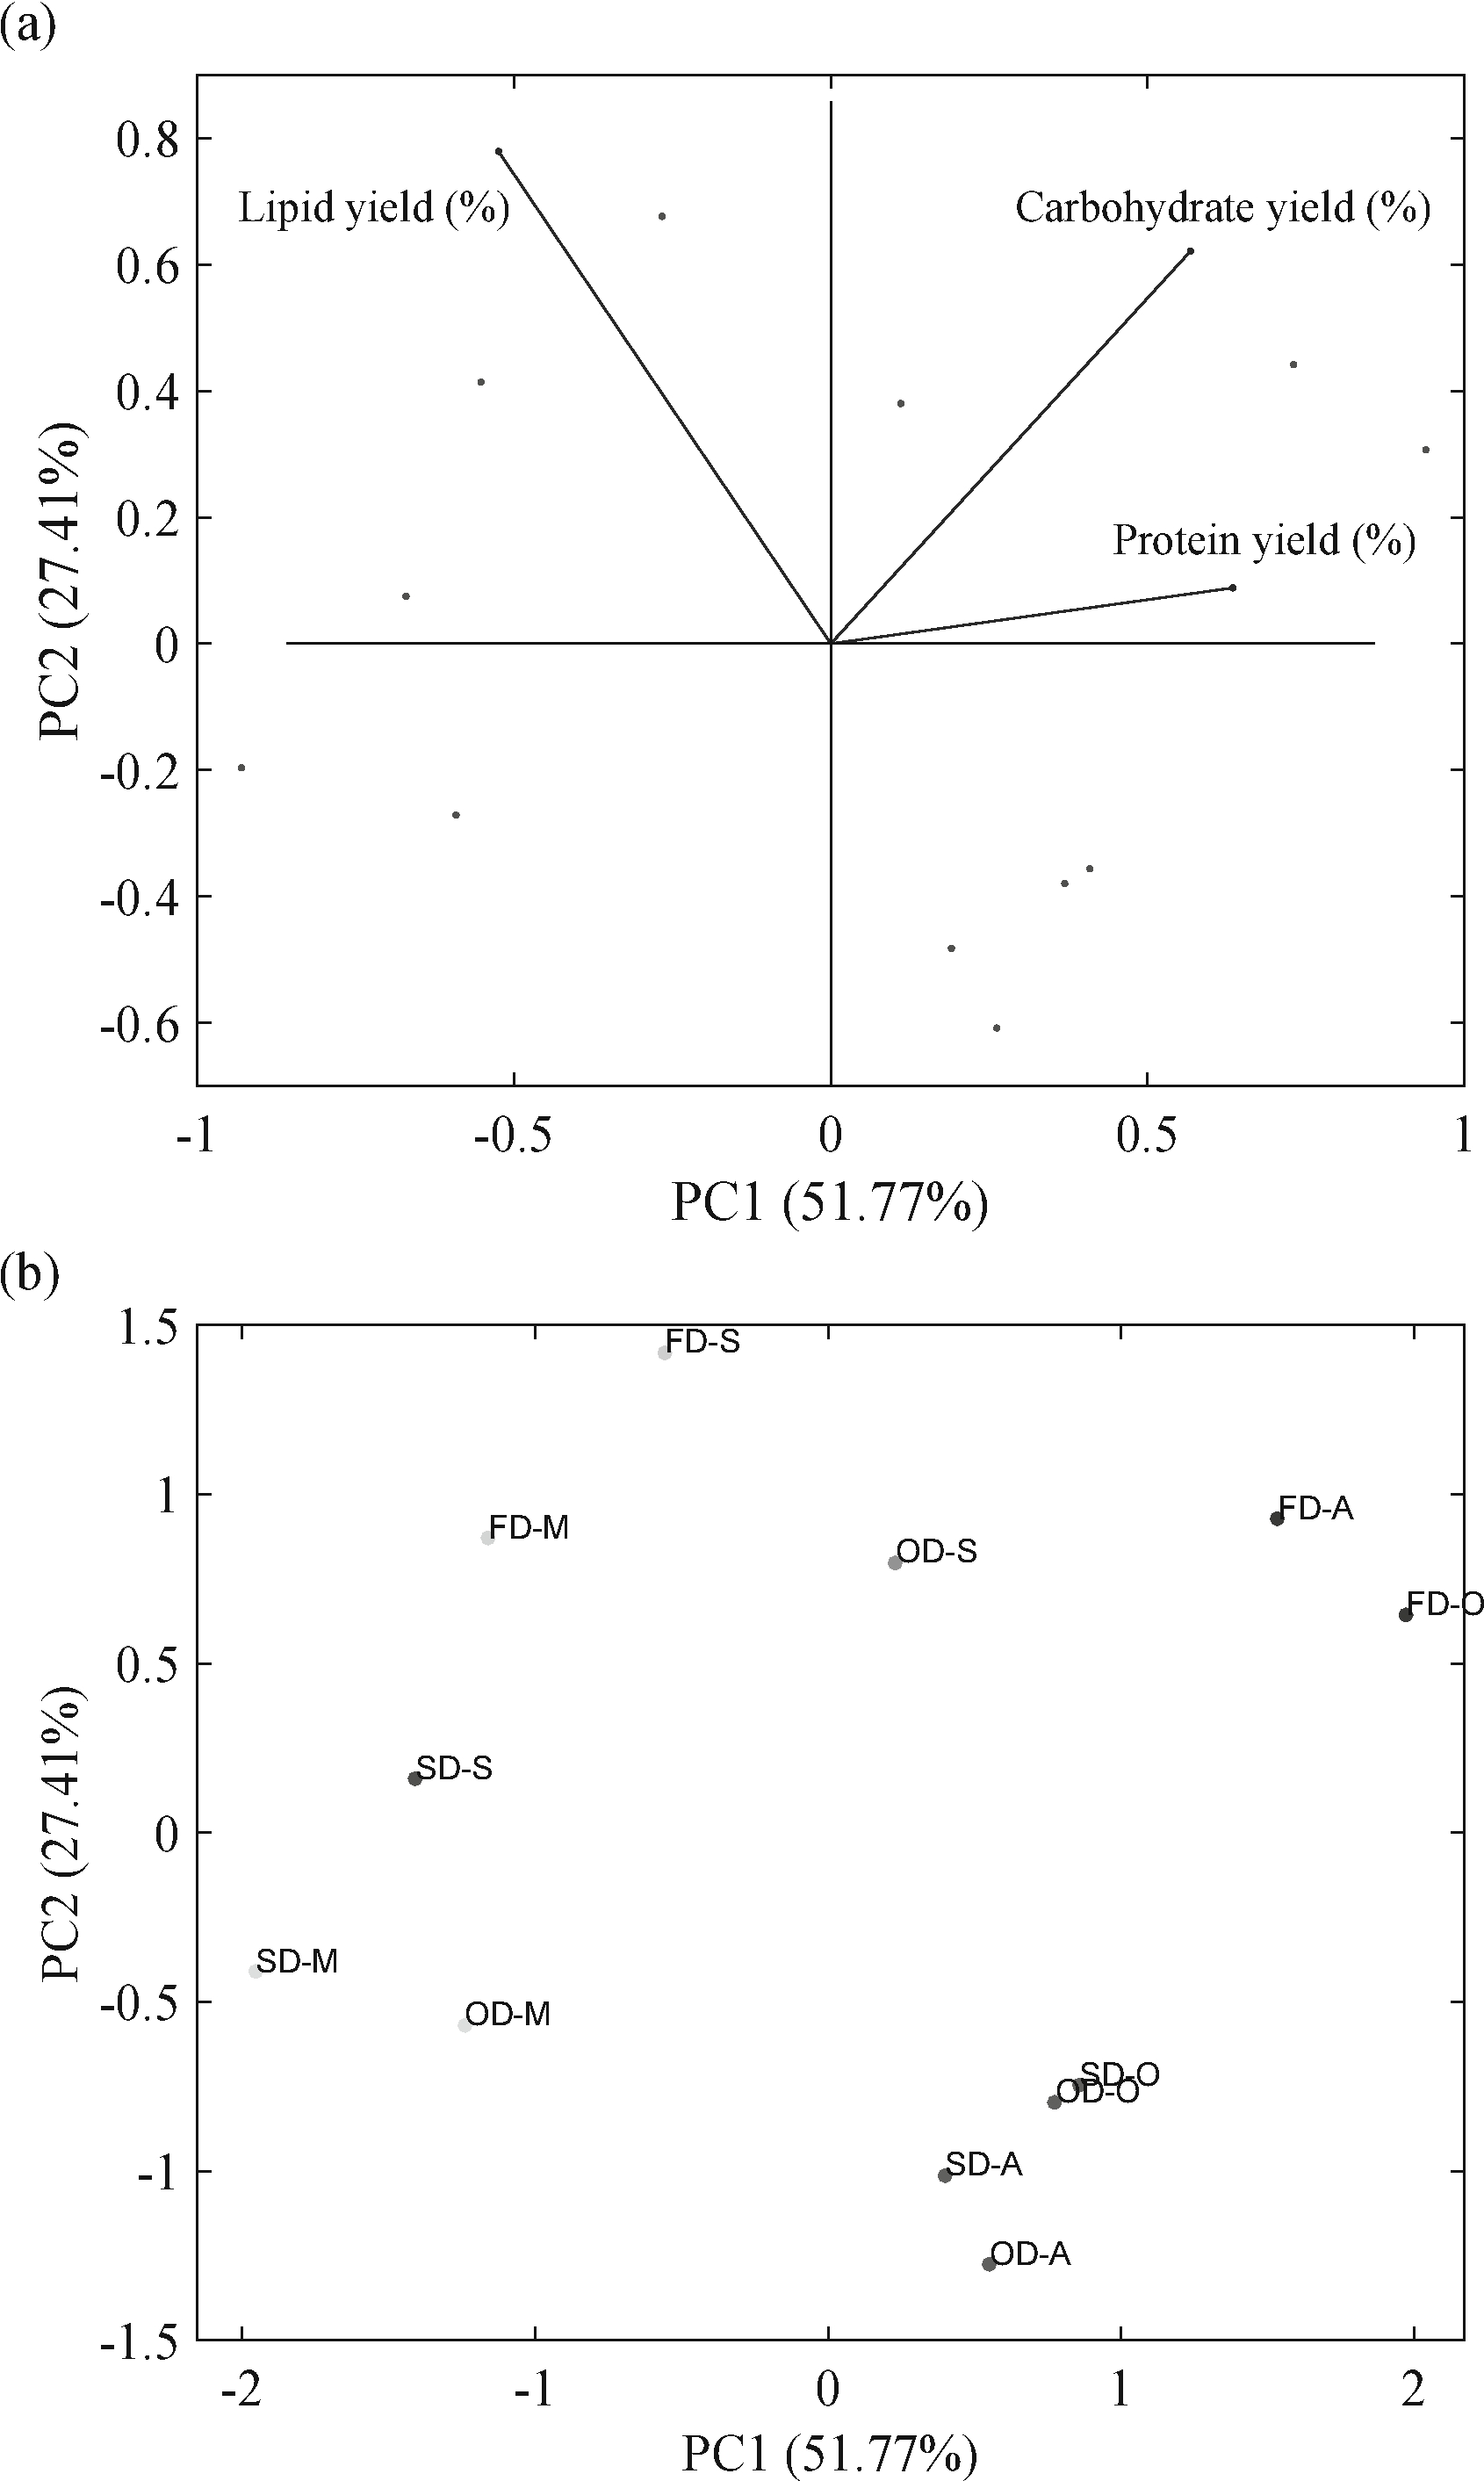 (a)
0.8
Lipid yield (%)
Carbohydrate yield (%)
0.6
0.4
0.2
Protein yield (%)
0
-0.2
-0.4
-0.6
PC2 (27.41%)
-1
-0.5
0
0.5
1
PC1 (51.77%)
(b)
1.5
FD-S
1
FD-A
FD-M
OD-S
FD-O
0.5
SD-S
0
SD-M
-0.5
OD-M
SD-O
OD-O
-1
SD-A
OD-A
-1.5
PC2 (27.41%)
-2
-1
0
1
2
PC1 (51.77%)